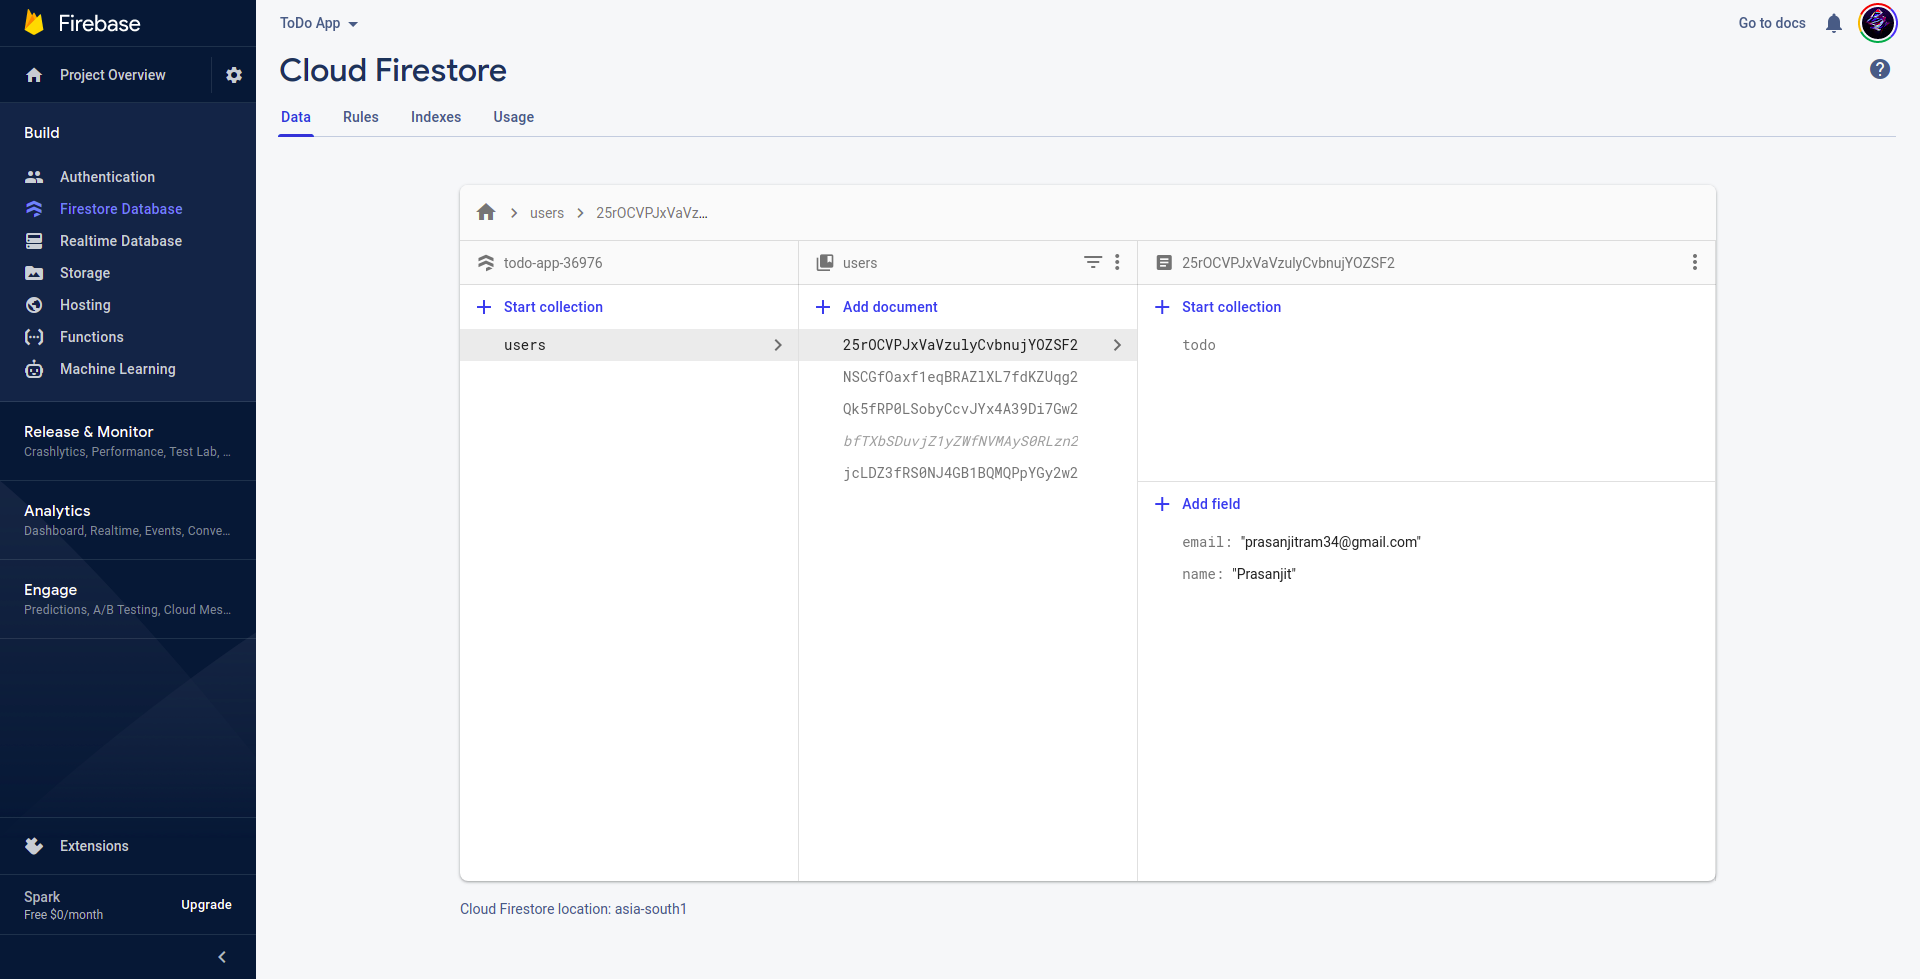 Firebase
Project Overview
Build
Authentication
Firestore Database
Realtime Database
Storage
Hosting
Functions
Machine Learning
Release & Monitor
Crashlytics, Performance, Test Lab, ...
Analytics
Dashboard, Realtime, Events, Conve...
Engage
Predictions, A/B Testing, Cloud Mes...
Extensions
Spark
Free $0/month
Upgrade
ToDo App
Go to docs
Cloud Firestore
Data Rules Indexes Usage
users 25rOCVPJxVaVz...
todo-app-36976
Start collection
users
users
Add document
25rOCVPJxVaVzulyCvbnujYOZSF2
NSCGfOaxf1eqBRAZlXL7fdKZUqg2
Qk5fRP0LSobyCcvJYx4A39Di7Gw2
bfTXbSDuvjZ1yZWfNVMAyS0RLzn2
jcLDZ3fRS0NJ4GB1BQMQPpYGy2w2
25rOCVPJxVaVzulyCvbnujYOZSF2
Start collection
todo
Add field
email: "prasanjitram34@gmail.com"
name: "Prasanjit"
Cloud Firestore location: asia-south1